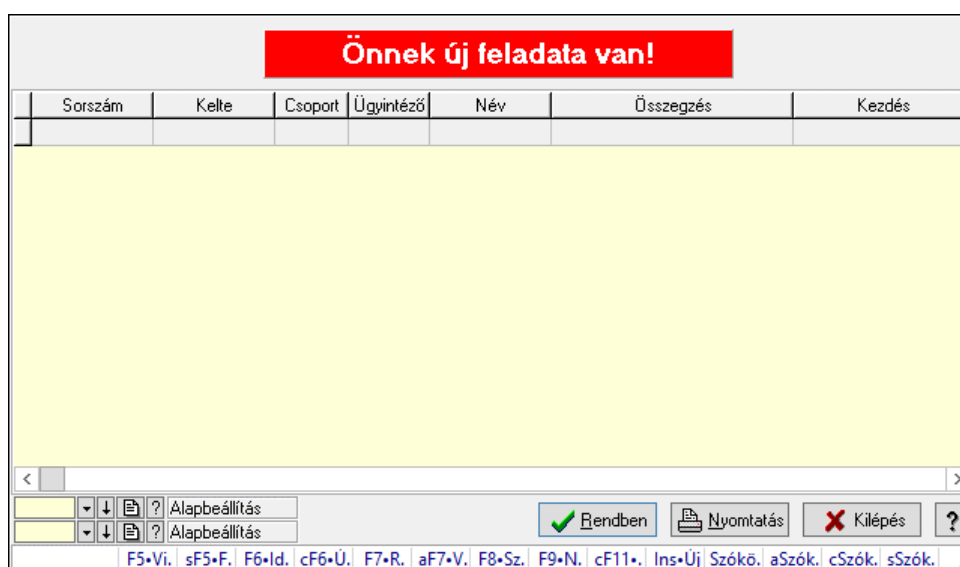 Önnek új feladata van!
Sorszám Kelte Csoport Ügyintéző Név Összegzés Kezdés
? Alapbeállítás
? Alapbeállítás
Rendben Nyomtatás Kilépés ?
F5•Vi. sF5•F. F6•Id. cF6•Ú. F7•R. aF7•V. F8•Sz. F9•N. cF11•. Ins•Új Szókö. aSzók. cSzók. sSzók.